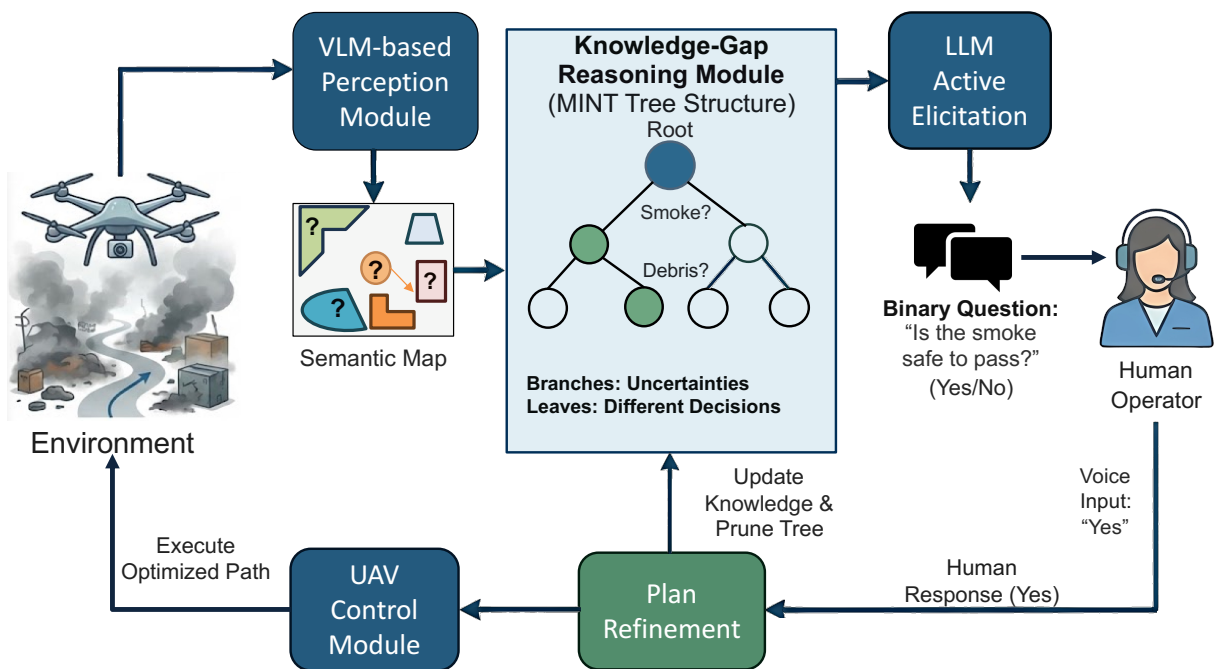 VLM-based
Perception
Module
Knowledge-Gap
Reasoning Module
(MINT Tree Structure)
Root
Smoke?
Debris?
Branches: Uncertainties
Leaves: Different Decisions
LLM
Active
Elicitation
?
?
?
?
Semantic Map
Binary Question:
“Is the smoke
safe to pass?”
(Yes/No)
Human
Operator
Environment
Update
Knowledge &
Prune Tree
Voice
Input:
“Yes”
Execute
Optimized Path
UAV
Control
Module
Plan
Refinement
Human
Response (Yes)